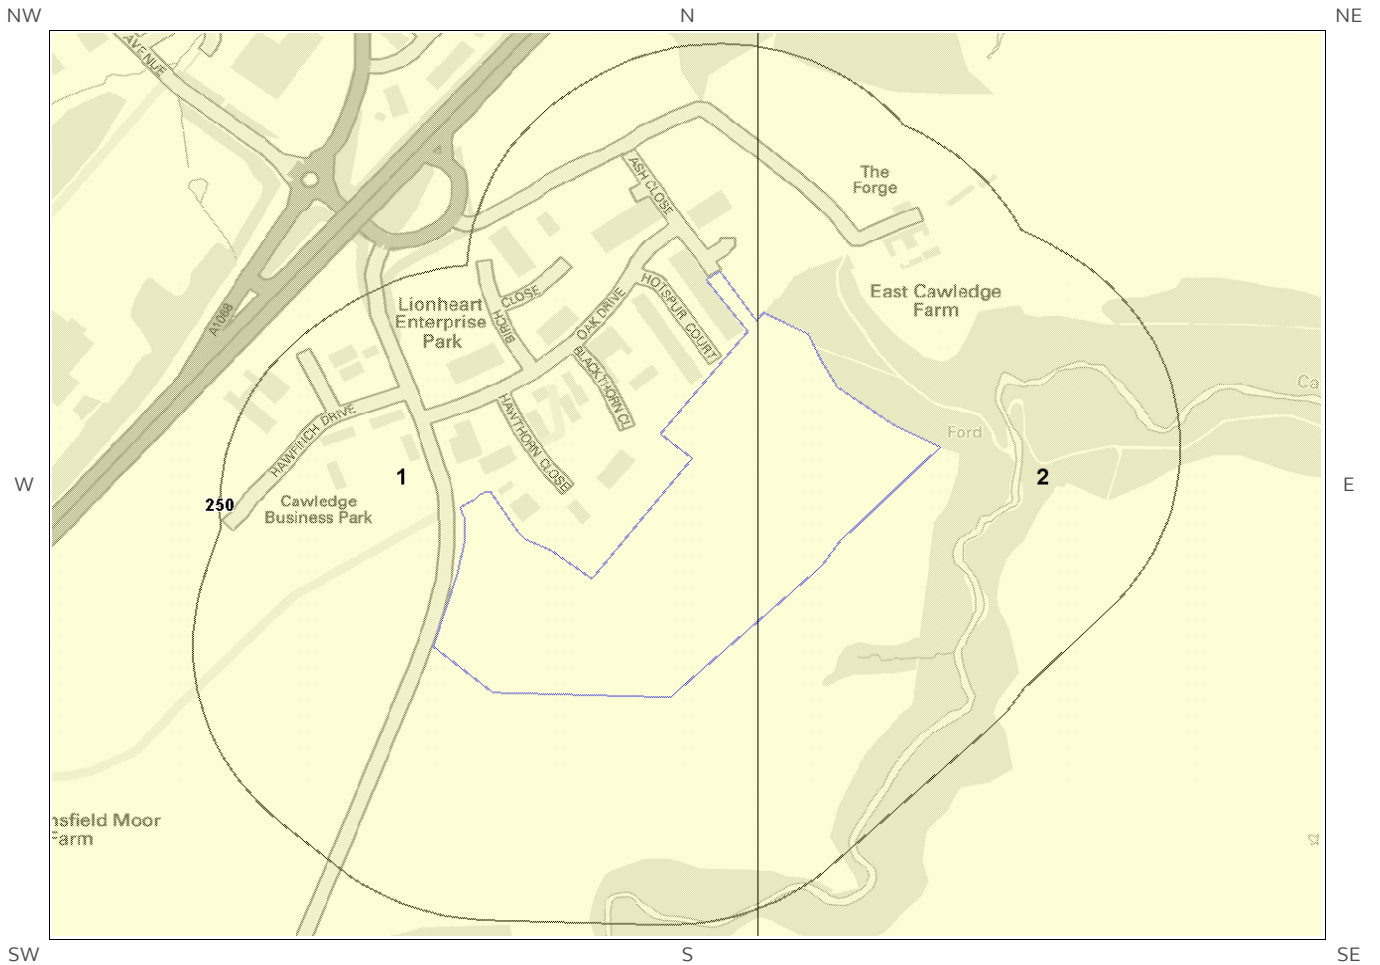 NW
N
NE
AVENUE
ASH CLOSE
The
Forge
HOTSPUR COURT
CLOSE
BIRCH
OAK DRIVE
East Cawledge
Farm
Lionheart
Enterprise
Park
A1068
BLACKTHORN CL
HAWFINCH DRIVE
HAWTHORN CLOSE
Ca
Ford
W
1
2
E
250
Cawledge
Business Park
nsfield Moor
Farm
SW
S
SE